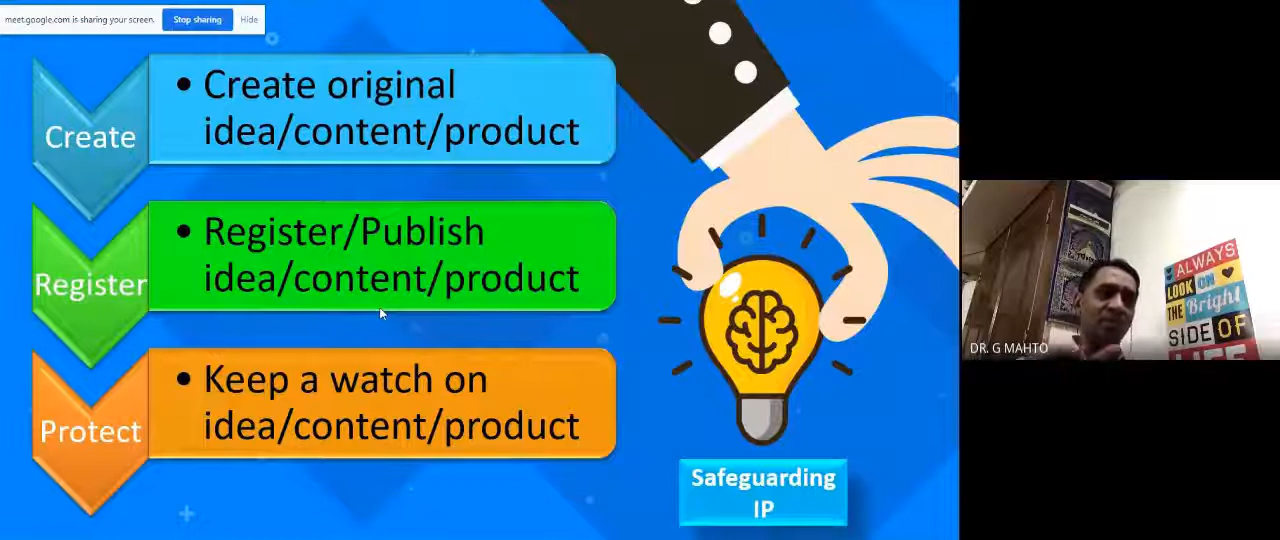 meet.google.com is sharing your screen. Stop sharing Hide
Create
• Create original
idea/content/product
Register
• Register/Publish
idea/content/product
Protect
• Keep a watch on
idea/content/product
Safeguarding
IP
DR. G MAHTO
ALWAYS
LOOK ON
THE Bright
SIDE OF
LIFE